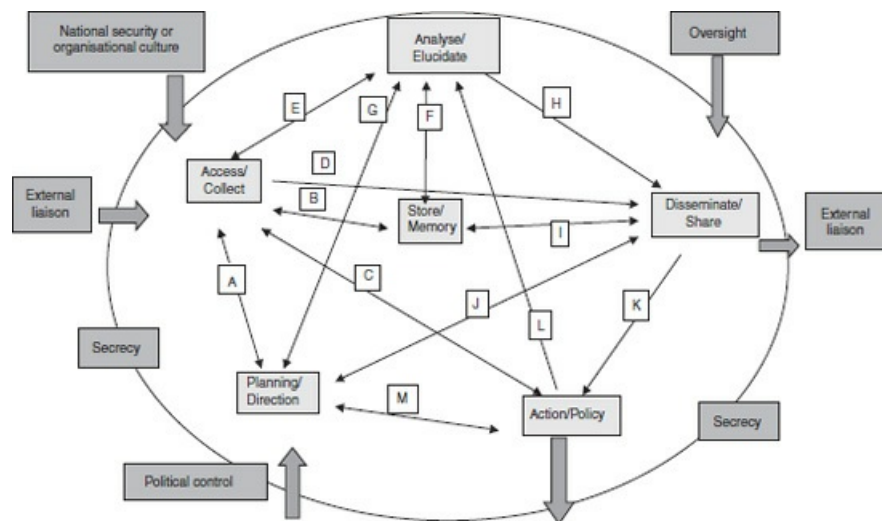 National security or
organisational culture
Analyse/
Elucidate
Oversight
E
G
F
H
D
Access/
Collect
B
External
liaison
Store/
Memory
Disseminate/
Share
External
liaison
I
A
C
J
K
L
Secrecy
Planning/
Direction
M
Action/Policy
Secrecy
Political control